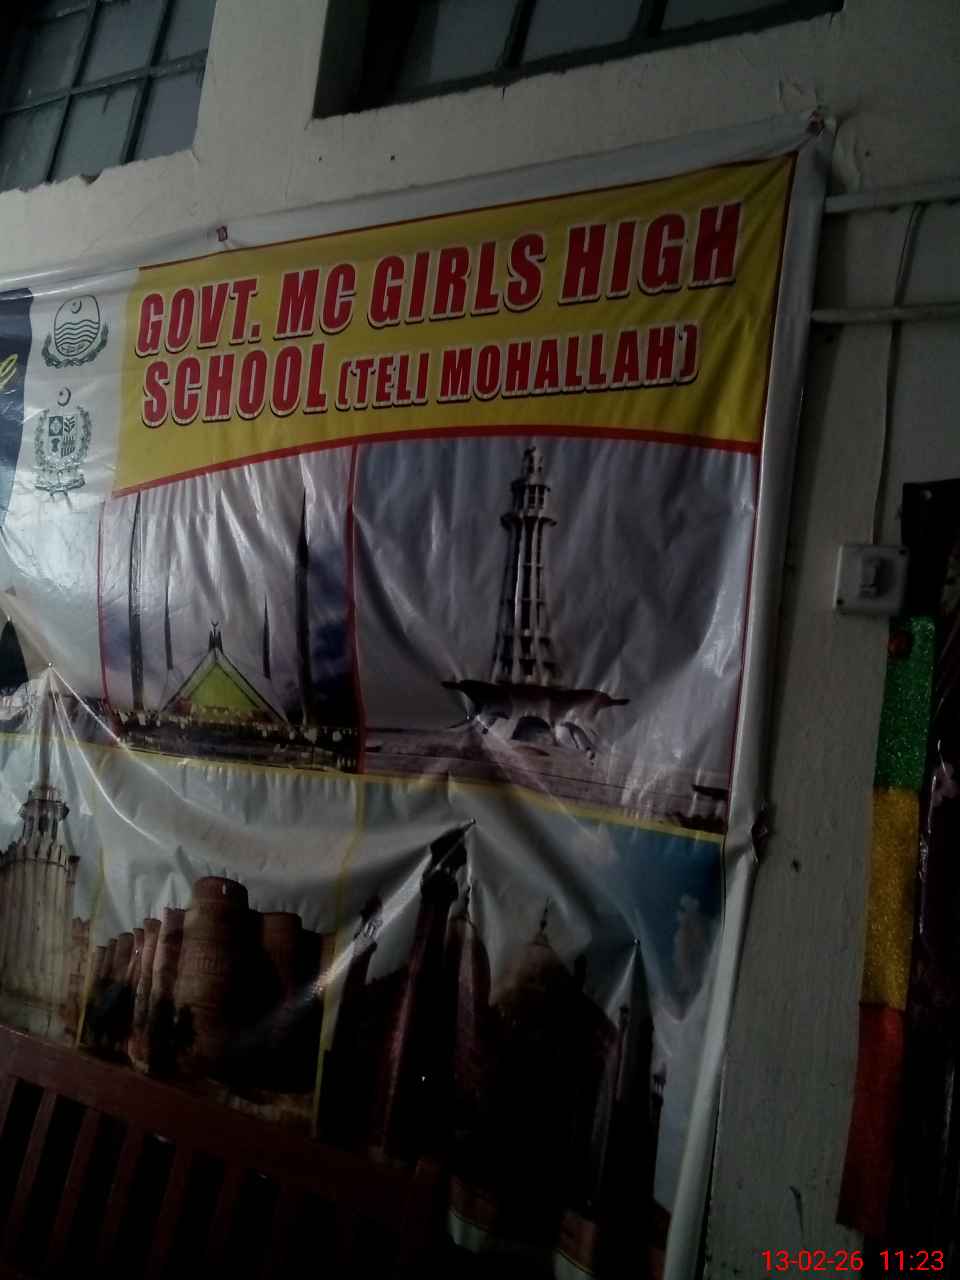 GOVT. MC GIRLS HIGH
SCHOOL (TELI MOHALLAH)
13-02-26 11:23